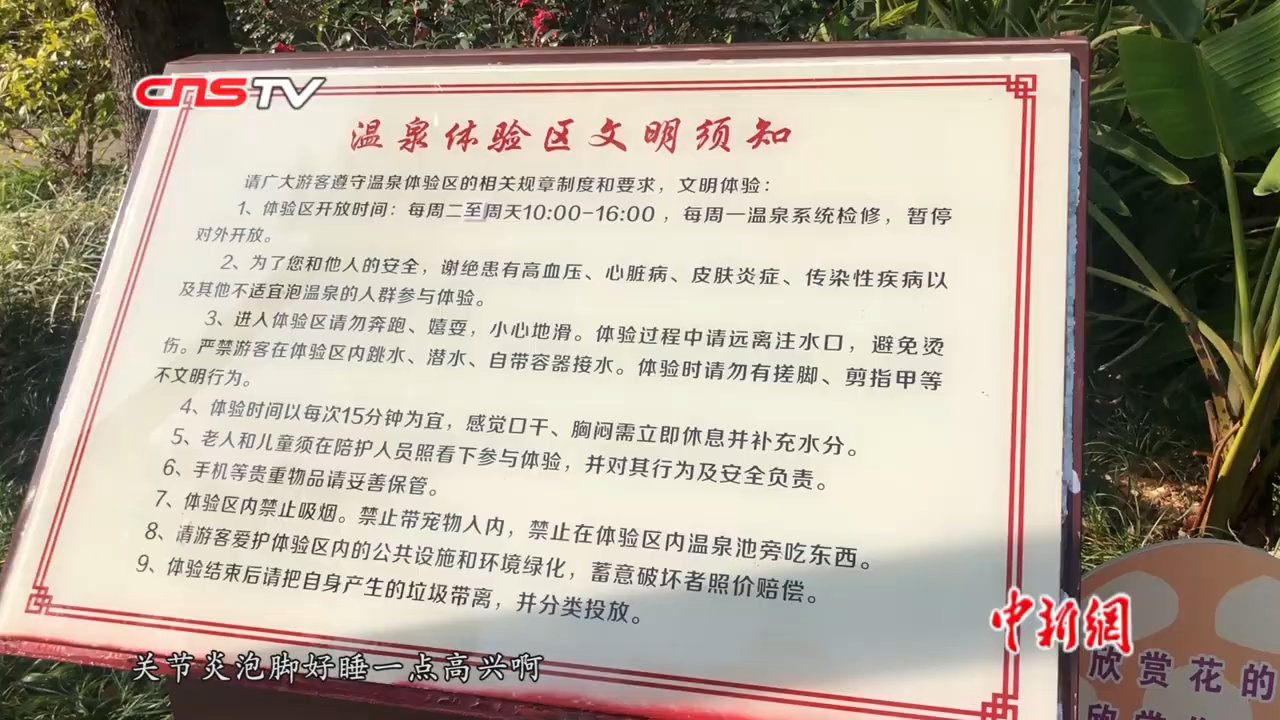 CNSTV
温泉体验区文明须知
请广大游客遵守温泉体验区的相关规章制度和要求，文明体验：
1、体验区开放时间：每周二至周天10:00-16:00，每周一温泉系统检修，暂停
对外开放。
2、为了您和他人的安全，谢绝患有高血压、心脏病、皮肤炎症、传染性疾病以
及其他不适宜泡温泉的人群参与体验。
3、进入体验区请勿奔跑、嬉耍，小心地滑。体验过程中请远离注水口，避免烫
伤。严禁游客在体验区内跳水、潜水、自带容器接水。体验时请勿有搓脚、剪指甲等
不文明行为。
4、体验时间以每次15分钟为宜，感觉口干、胸闷需立即休息并补充水分。
5、老人和儿童须在陪护人员照看下参与体验，并对其行为及安全负责。
6、手机等贵重物品请妥善保管。
7、体验区内禁止吸烟。禁止带宠物入内，禁止在体验区内温泉池旁吃东西。
8、请游客爱护体验区内的公共设施和环境绿化，蓄意破坏者照价赔偿。
9、体验结束后请把自身产生的垃圾带离，并分类投放。
中新網
关节炎泡脚好睡一点高兴啊
欣赏花的
欣赏